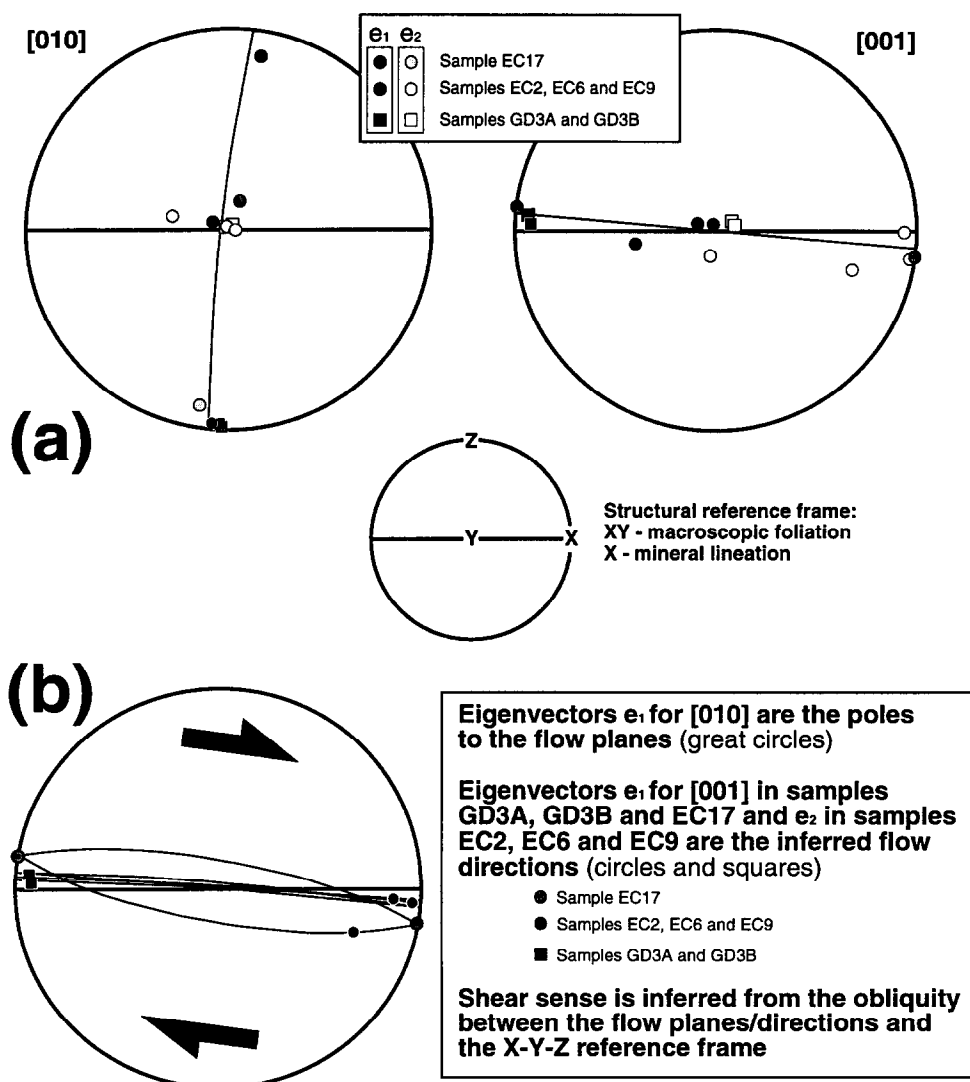 [010]
e1 e2
Sample EC17
Samples EC2, EC6 and EC9
Samples GD3A and GD3B
[001]
(a)
Z
Y
X
Structural reference frame:
XY - macroscopic foliation
X - mineral lineation
(b)
Eigenvectors e1 for [010] are the poles
to the flow planes (great circles)
Eigenvectors e1 for [001] in samples
GD3A, GD3B and EC17 and e2 in samples
EC2, EC6 and EC9 are the inferred flow
directions (circles and squares)
Sample EC17
Samples EC2, EC6 and EC9
Samples GD3A and GD3B
Shear sense is inferred from the obliquity
between the flow planes/directions and
the X-Y-Z reference frame